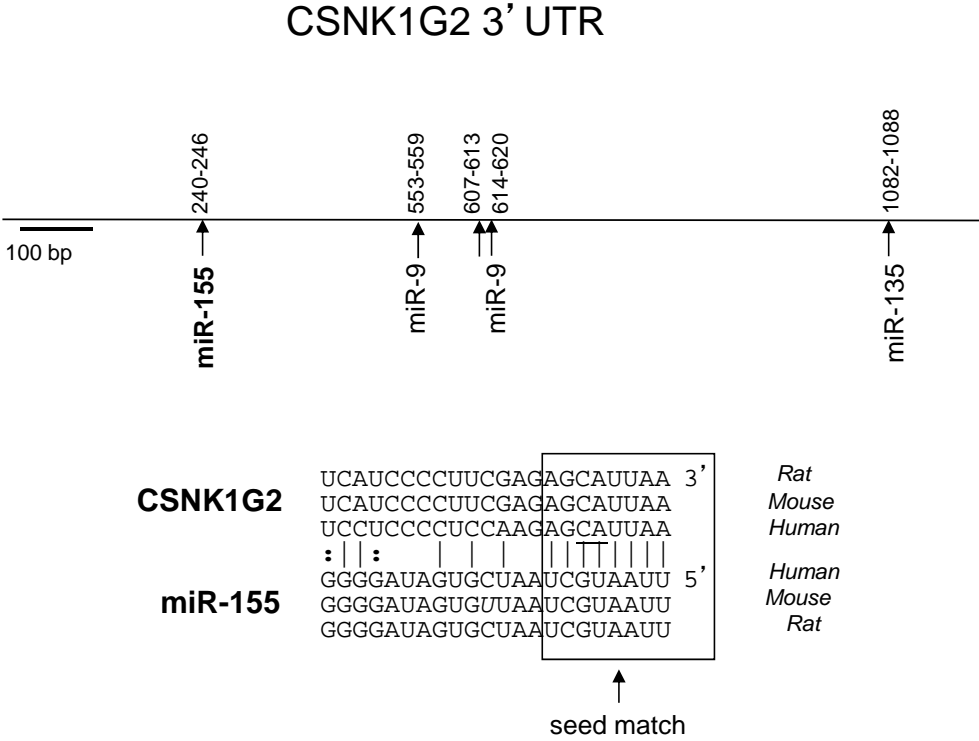 CSNK1G2 3' UTR
240-246
553-559
607-613
614-620
1082-1088
100 bp
miR-155
miR-9
miR-9
miR-135
CSNK1G2
UCAUCCCCUUCGAGAGCAUUAA 3' Rat
UCAUCCCCUUCGAGAGCAUUAA Mouse
UCCUCCCCUCCAAGAGCAUUAA Human
miR-155
GGGGAUAGUGCUAAUCGUAAUU 5' Human
GGGGAUAGUGUUAAUCGUAAUU Mouse
GGGGAUAGUGCUAAUCGUAAUU Rat
seed match